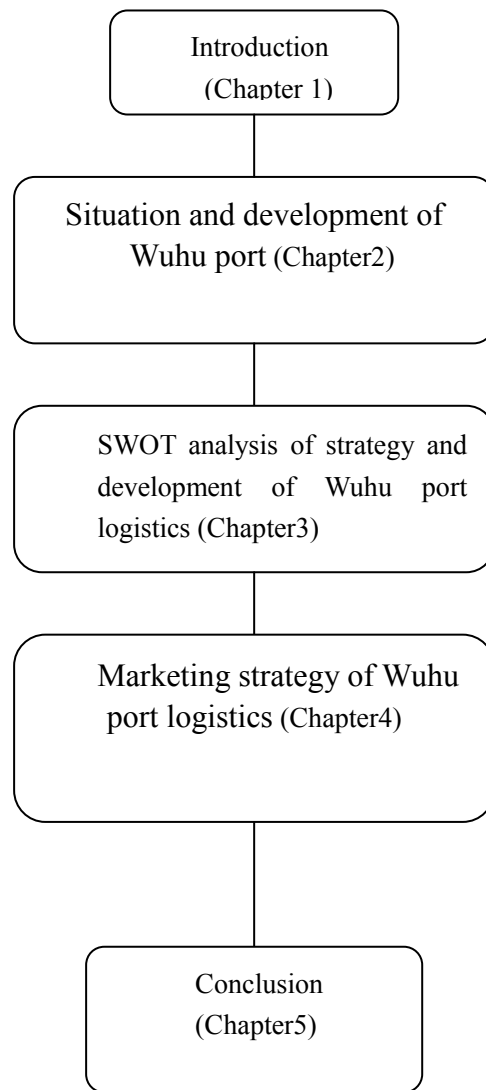 Introduction
(Chapter 1)
Situation and development of
Wuhu port (Chapter2)
SWOT analysis of strategy and
development of Wuhu port
logistics (Chapter3)
Marketing strategy of Wuhu
port logistics (Chapter4)
Conclusion
(Chapter5)